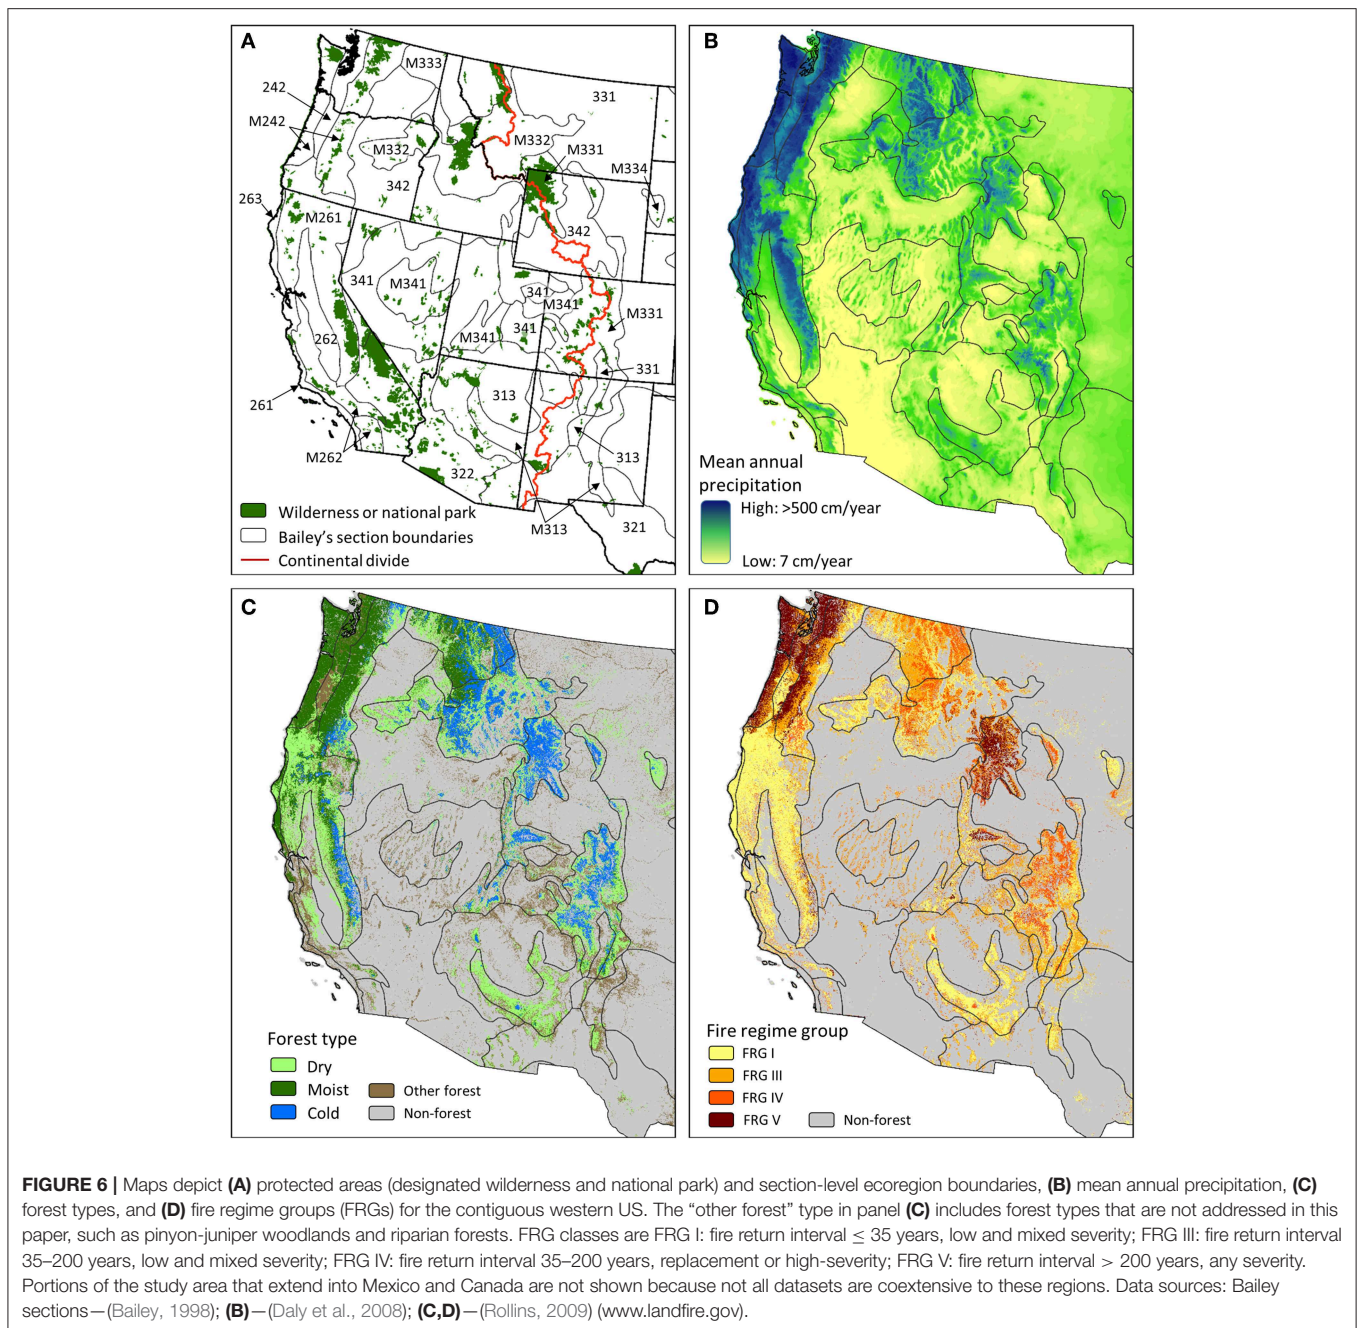 A
M333
242
331
M242
M332
M332
M331
M334
342
263
M261
342
341
M341
341
M341
262
M341
341
M331
331
261
313
M262
313
322
M313
321
Wilderness or national park
Bailey's section boundaries
Continental divide
B
Mean annual
precipitation
High: >500 cm/year
Low: 7 cm/year
C
Forest type
Dry
Moist
Other forest
Cold
Non-forest
D
Fire regime group
FRG I
FRG III
FRG IV
FRG V
Non-forest
FIGURE 6 | Maps depict (A) protected areas (designated wilderness and national park) and section-level ecoregion boundaries, (B) mean annual precipitation, (C)
forest types, and (D) fire regime groups (FRGs) for the contiguous western US. The “other forest” type in panel (C) includes forest types that are not addressed in this
paper, such as pinyon-juniper woodlands and riparian forests. FRG classes are FRG I: fire return interval ≤ 35 years, low and mixed severity; FRG III: fire return interval
35–200 years, low and mixed severity; FRG IV: fire return interval 35–200 years, replacement or high-severity; FRG V: fire return interval > 200 years, any severity.
Portions of the study area that extend into Mexico and Canada are not shown because not all datasets are coextensive to these regions. Data sources: Bailey
sections—(Bailey, 1998); (B)—(Daly et al., 2008); (C,D)—(Rollins, 2009) (www.landfire.gov).